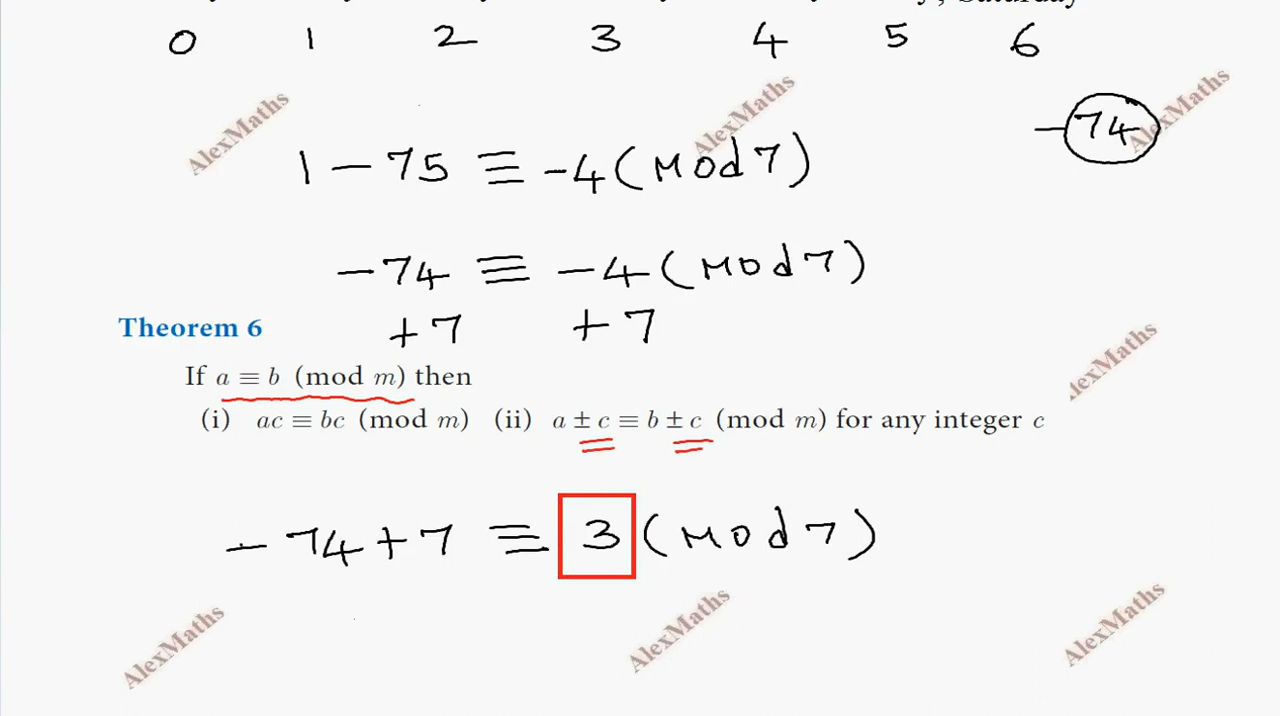 Saturday
0 1 2 3 4 5 6
AlexMaths AlexMaths AlexMaths
-74
1 - 75 ≡ -4 (Mod 7)
-74 ≡ -4 (Mod 7)
+7 +7
Theorem 6
If a ≡ b (mod m) then
(i) ac ≡ bc (mod m) (ii) a ± c ≡ b ± c (mod m) for any integer c
AlexMaths
-74+7 ≡ 3 (Mod 7)
AlexMaths AlexMaths AlexMaths